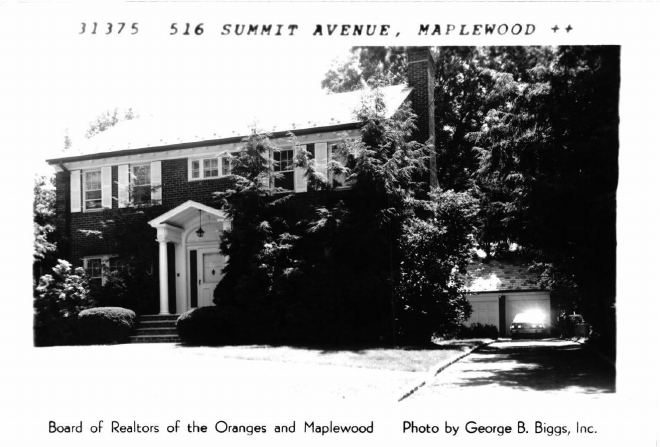 31375 516 SUMMIT AVENUE, MAPLEWOOD ++
Board of Realtors of the Oranges and Maplewood Photo by George B. Biggs, Inc.